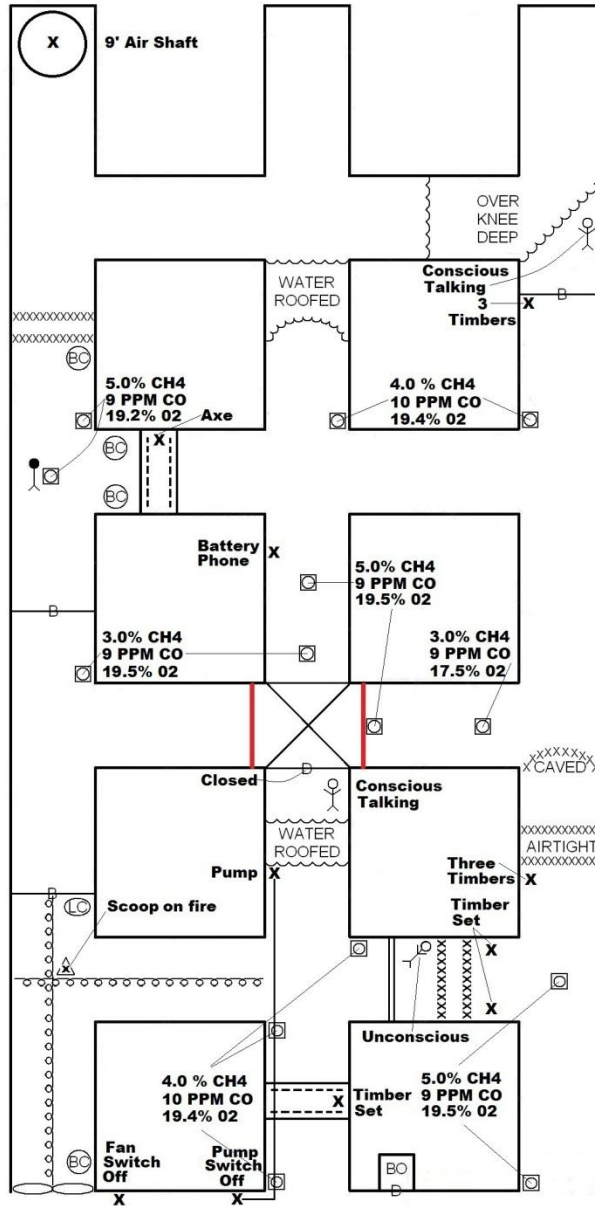 X
9' Air Shaft
OVER
KNEE
DEEP
WATER
ROOFED
Conscious
Talking
3
X
D
Timbers
XXXXXXXXXX
XXXXXXXXXX
BC
5.0% CH4
9 PPM CO
19.2% 02
4.0 % CH4
10 PPM CO
19.4% 02
X
Axe
BC
BC
Battery
Phone
X
5.0% CH4
9 PPM CO
19.5% 02
B
3.0% CH4
9 PPM CO
19.5% 02
3.0% CH4
9 PPM CO
17.5% 02
Closed
D
Conscious
Talking
CAVED
WATER
ROOFED
XXXXXXXXXX
AIRTIGHT
XXXXXXXXXX
Pump
X
Three
Timbers
X
D
LC
Scoop on fire
X
Timber
Set
X
X
Unconscious
4.0 % CH4
10 PPM CO
19.4% 02
X
Timber
Set
5.0% CH4
9 PPM CO
19.5% 02
BC
Fan
Switch
Off
Pump
Switch
Off
BO
D
X
X